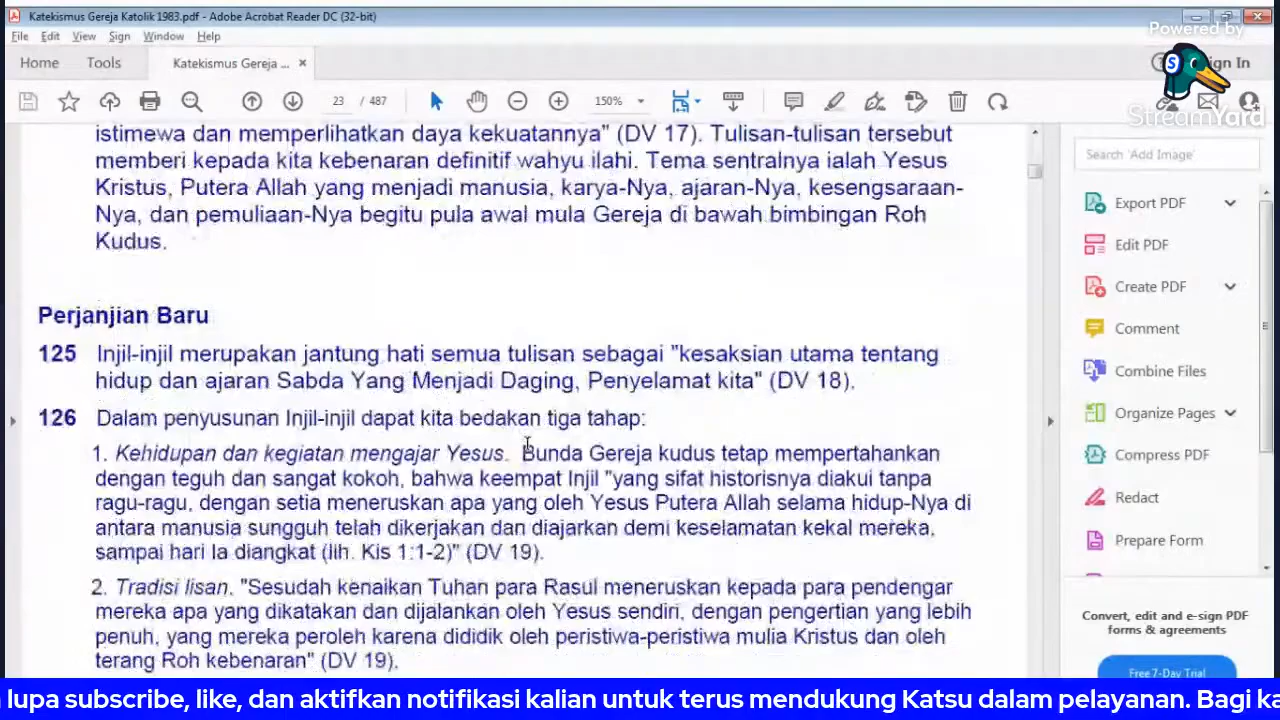 Katekismus Gereja Katolik 1983.pdf - Adobe Acrobat Reader DC (32-bit)
File Edit View Sign Window Help
Powered by
Home Tools Katekismus Gereja ... × Sign In
23 / 487 150%
StreamYard
istimewa dan memperlihatkan daya kekuatannya" (DV 17). Tulisan-tulisan tersebut
memberi kepada kita kebenaran definitif wahyu ilahi. Tema sentralnya ialah Yesus
Kristus, Putera Allah yang menjadi manusia, karya-Nya, ajaran-Nya, kesengsaraan-
Nya, dan pemuliaan-Nya begitu pula awal mula Gereja di bawah bimbingan Roh
Kudus.
Perjanjian Baru
125 Injil-injil merupakan jantung hati semua tulisan sebagai "kesaksian utama tentang
hidup dan ajaran Sabda Yang Menjadi Daging, Penyelamat kita" (DV 18).
126 Dalam penyusunan Injil-injil dapat kita bedakan tiga tahap:
1. Kehidupan dan kegiatan mengajar Yesus. Bunda Gereja kudus tetap mempertahankan
dengan teguh dan sangat kokoh, bahwa keempat Injil "yang sifat historisnya diakui tanpa
ragu-ragu, dengan setia meneruskan apa yang oleh Yesus Putera Allah selama hidup-Nya di
antara manusia sungguh telah dikerjakan dan diajarkan demi keselamatan kekal mereka,
sampai hari Ia diangkat (lih. Kis 1:1-2)" (DV 19).
2. Tradisi lisan. "Sesudah kenaikan Tuhan para Rasul meneruskan kepada para pendengar
mereka apa yang dikatakan dan dijalankan oleh Yesus sendiri, dengan pengertian yang lebih
penuh, yang mereka peroleh karena dididik oleh peristiwa-peristiwa mulia Kristus dan oleh
terang Roh kebenaran" (DV 19).
Search 'Add Image'
Export PDF
Edit PDF
Create PDF
Comment
Combine Files
Organize Pages
Compress PDF
Redact
Prepare Form
Convert, edit and e-sign PDF
forms & agreements
Free 7-Day Trial
lupa subscribe, like, dan aktifkan notifikasi kalian untuk terus mendukung Katsu dalam pelayanan. Bagi ka